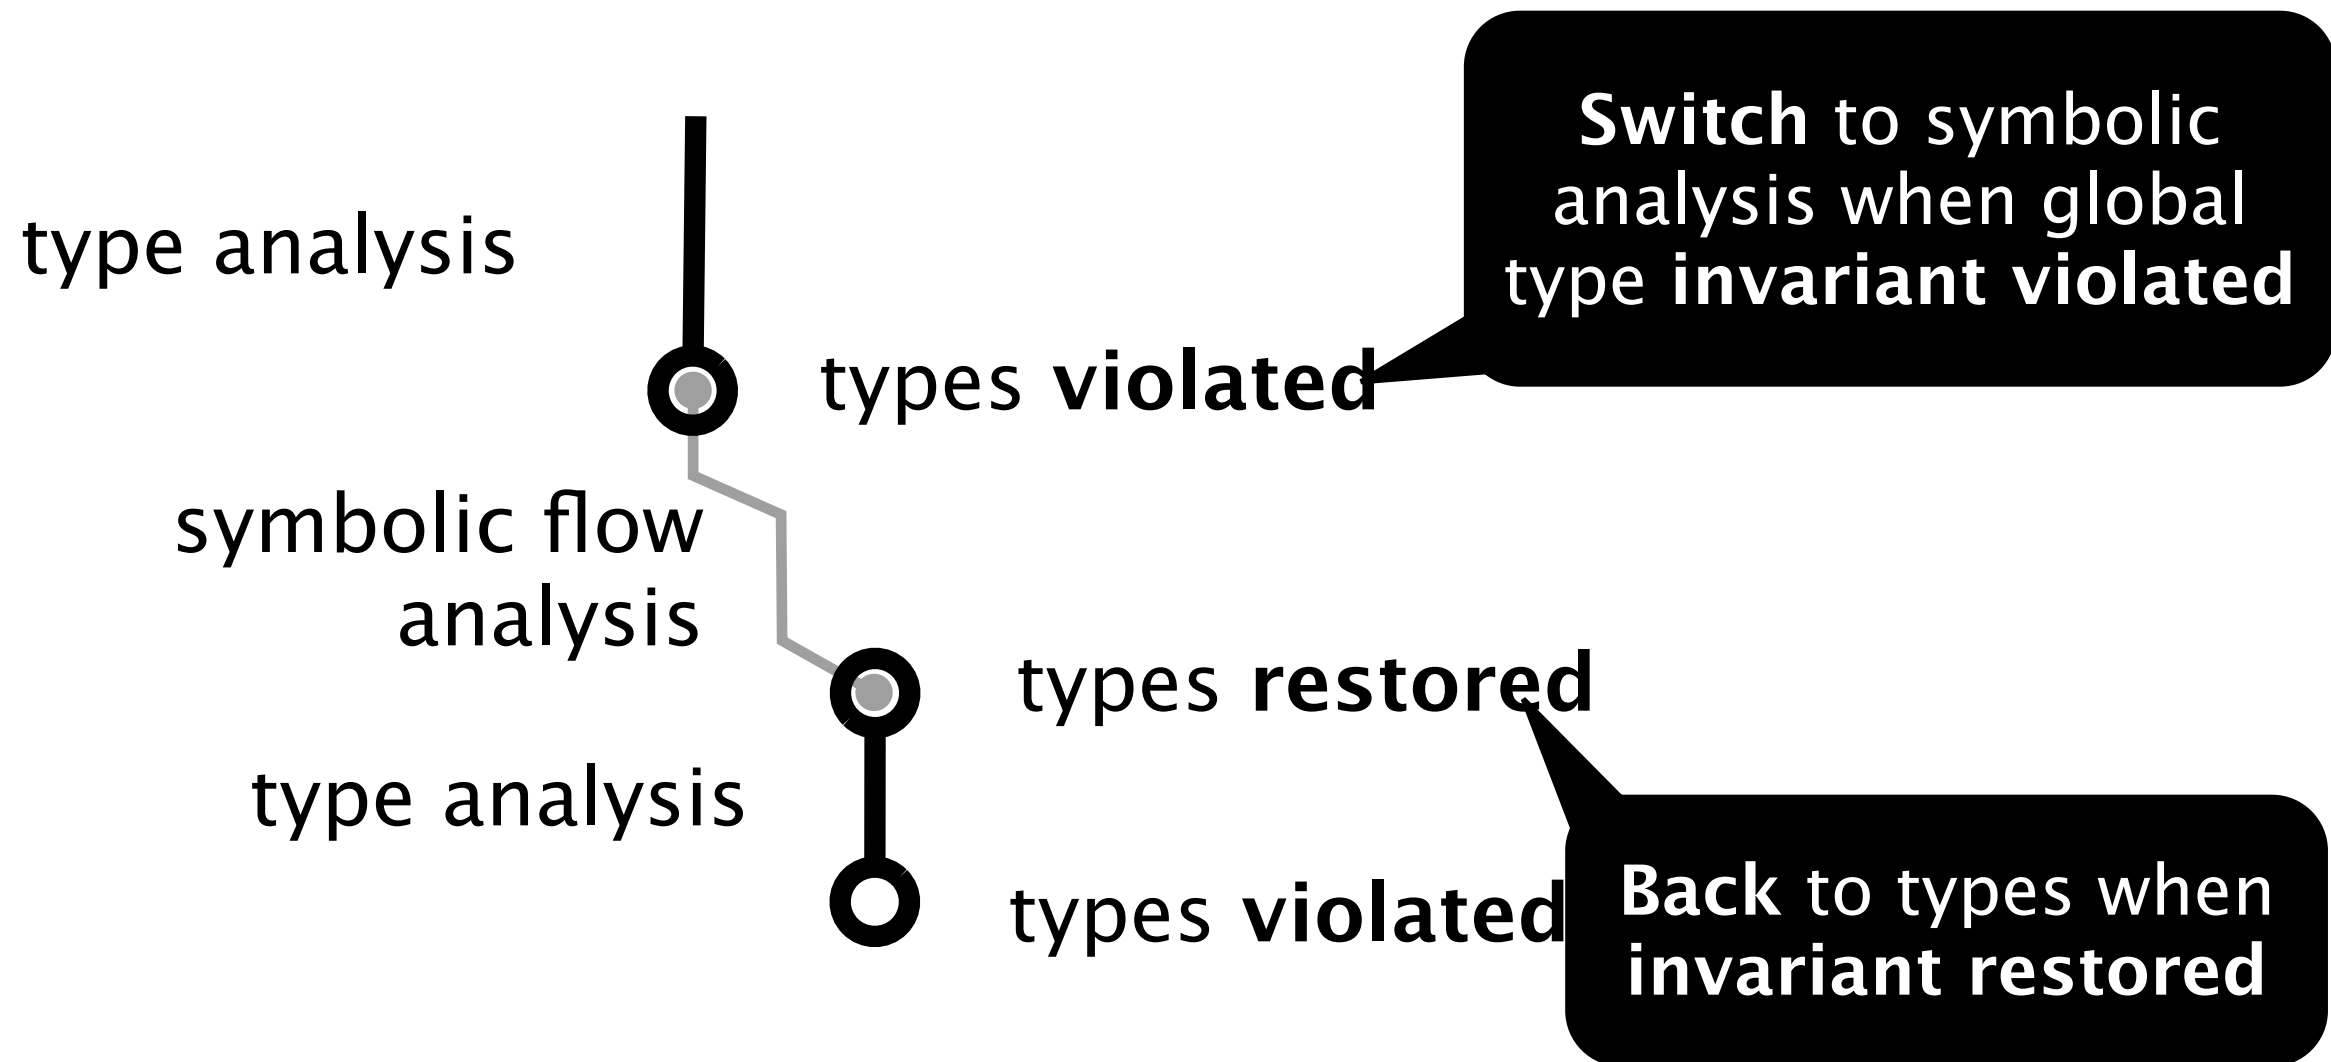 Switch to symbolic
analysis when global
type invariant violated
type analysis
types violated
symbolic flow
analysis
types restored
type analysis
types violated
Back to types when
invariant restored